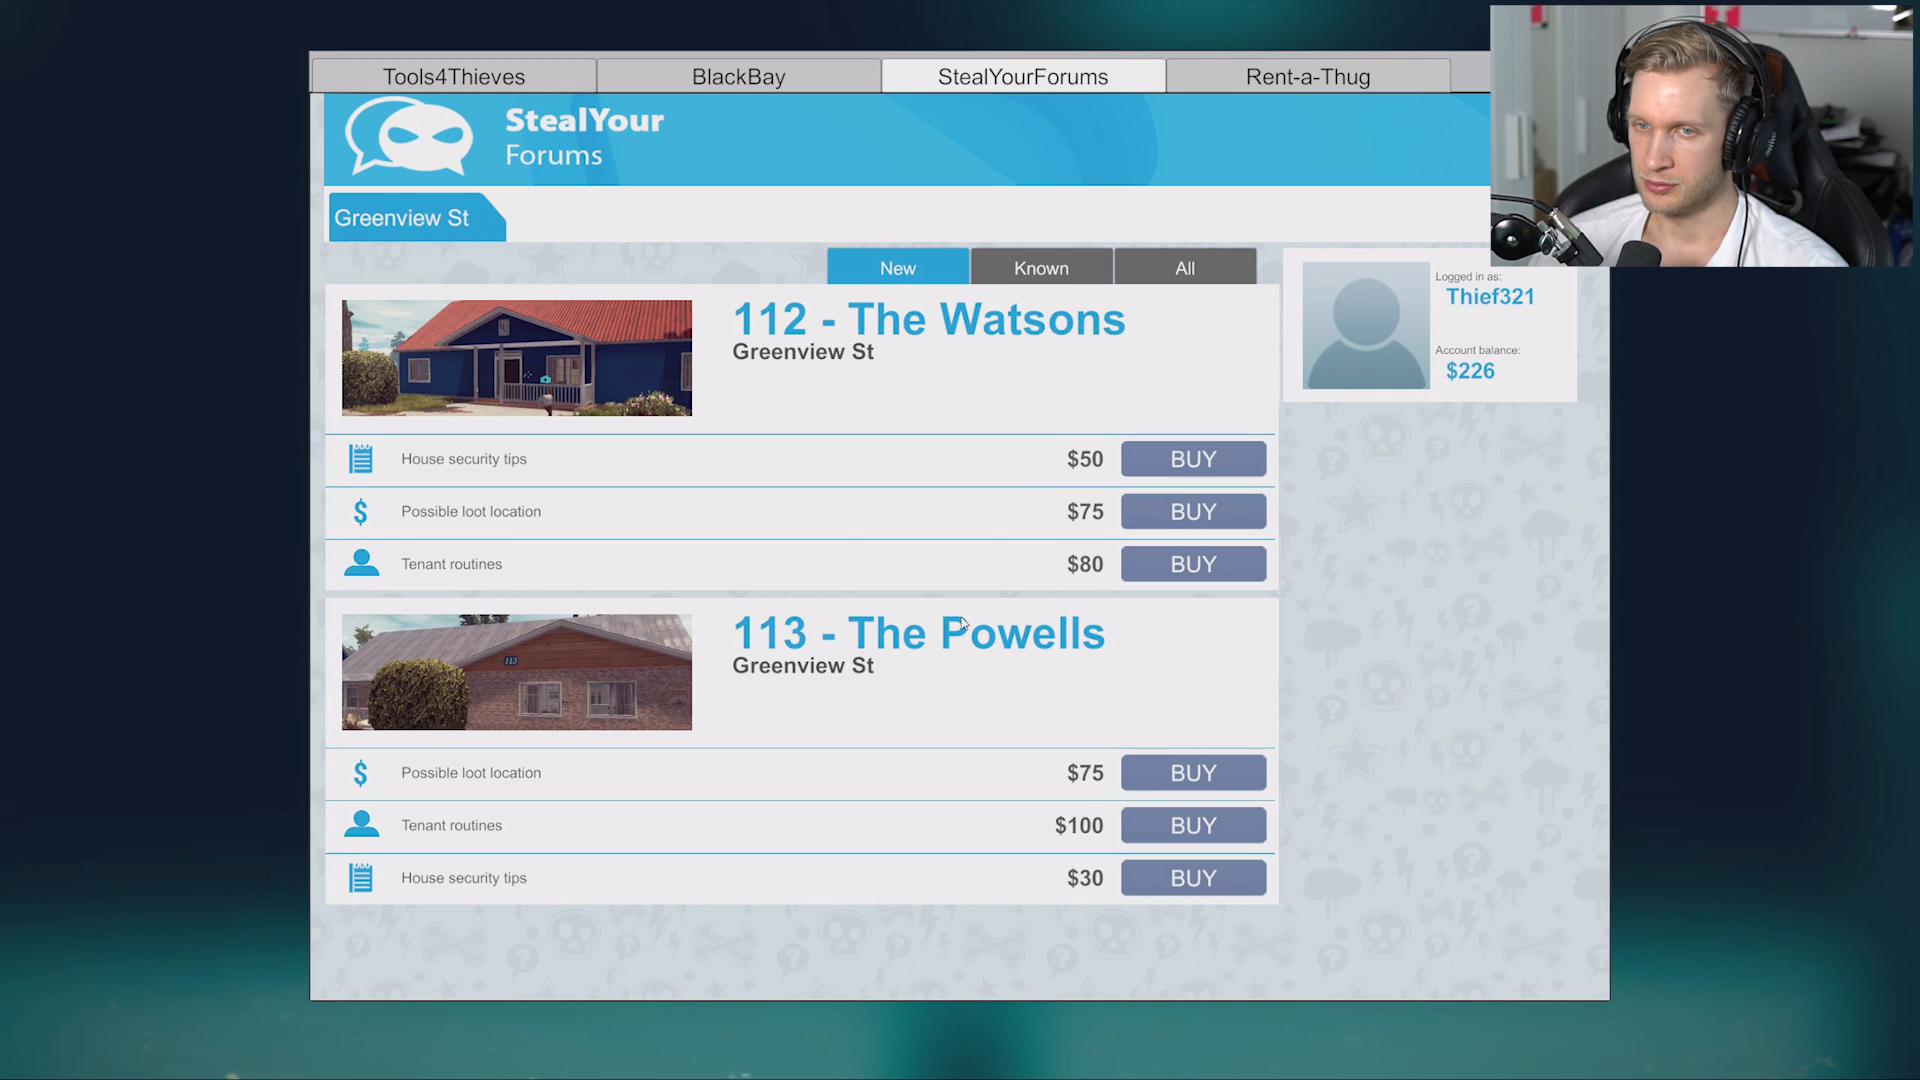 Tools4Thieves
BlackBay
StealYourForums
Rent-a-Thug
StealYour
Forums
Greenview St
New
Known
All
Logged in as:
Thief321
Account balance:
$226
112 - The Watsons
Greenview St
House security tips $50 BUY
Possible loot location $75 BUY
Tenant routines $80 BUY
113 - The Powells
Greenview St
113
Possible loot location $75 BUY
Tenant routines $100 BUY
House security tips $30 BUY